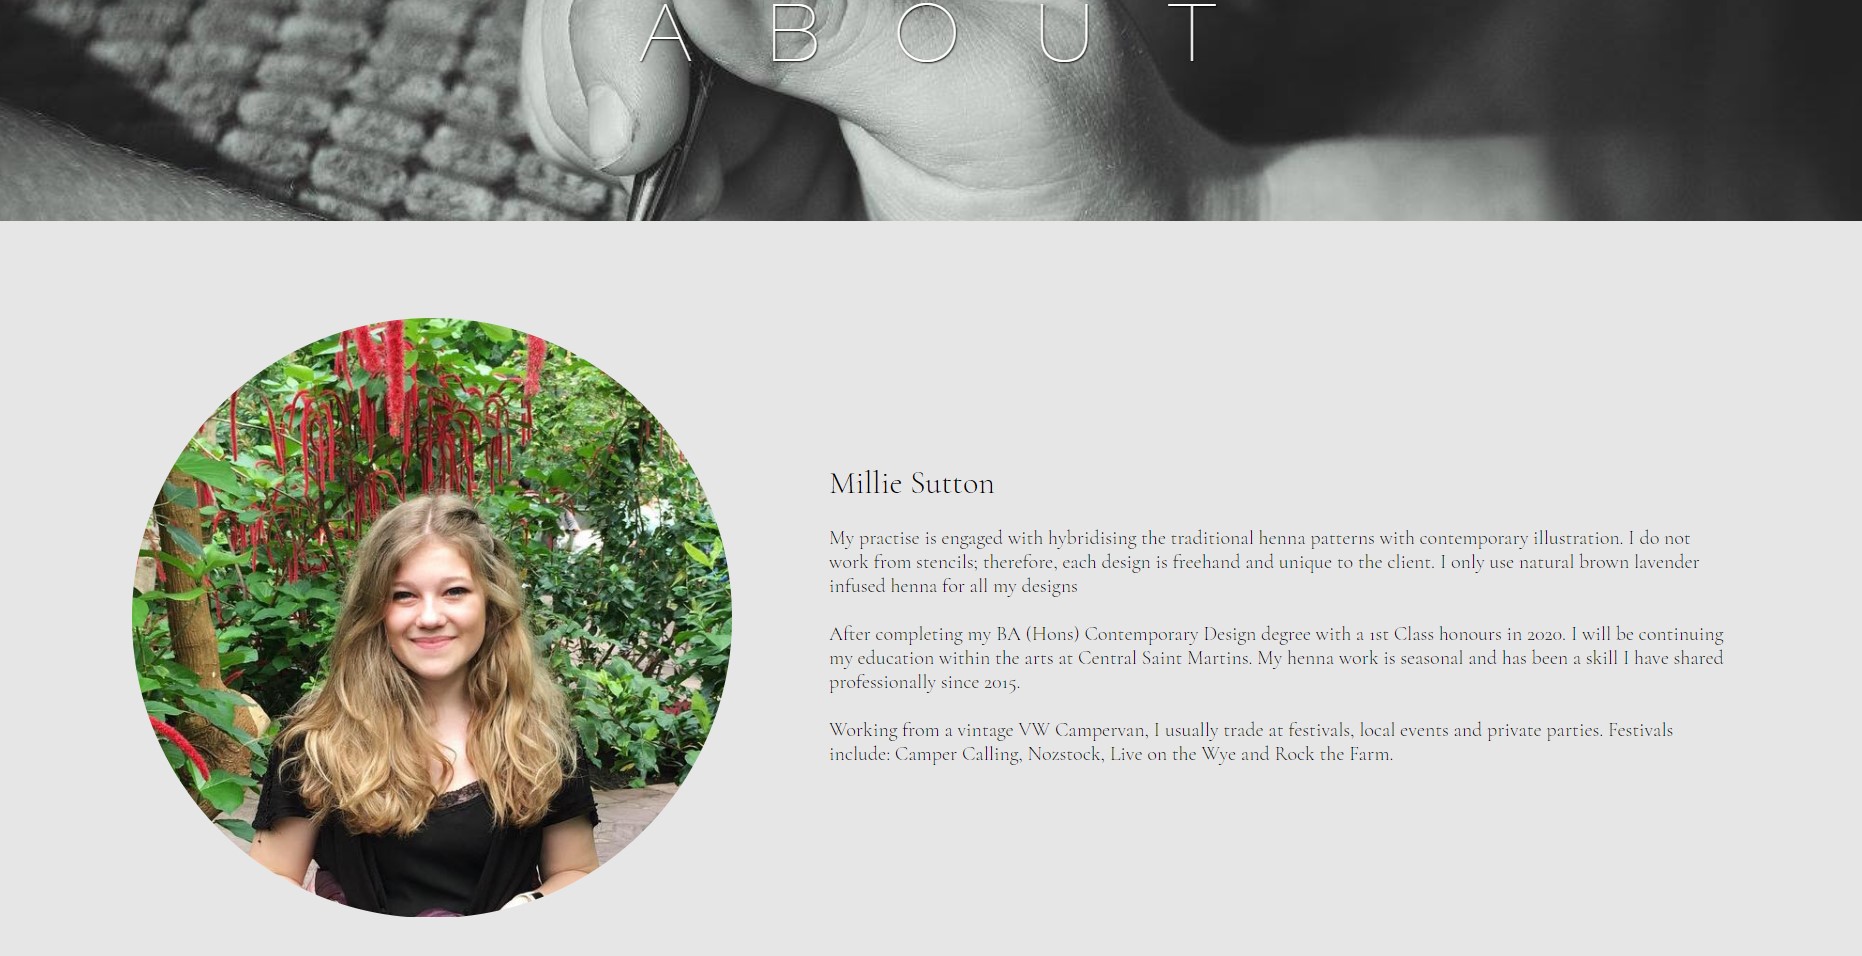 ABOUT
Millie Sutton
My practise is engaged with hybridising the traditional henna patterns with contemporary illustration. I do not
work from stencils; therefore, each design is freehand and unique to the client. I only use natural brown lavender
infused henna for all my designs
After completing my BA (Hons) Contemporary Design degree with a 1st Class honours in 2020. I will be continuing
my education within the arts at Central Saint Martins. My henna work is seasonal and has been a skill I have shared
professionally since 2015.
Working from a vintage VW Campervan, I usually trade at festivals, local events and private parties. Festivals
include: Camper Calling, Nozstock, Live on the Wye and Rock the Farm.